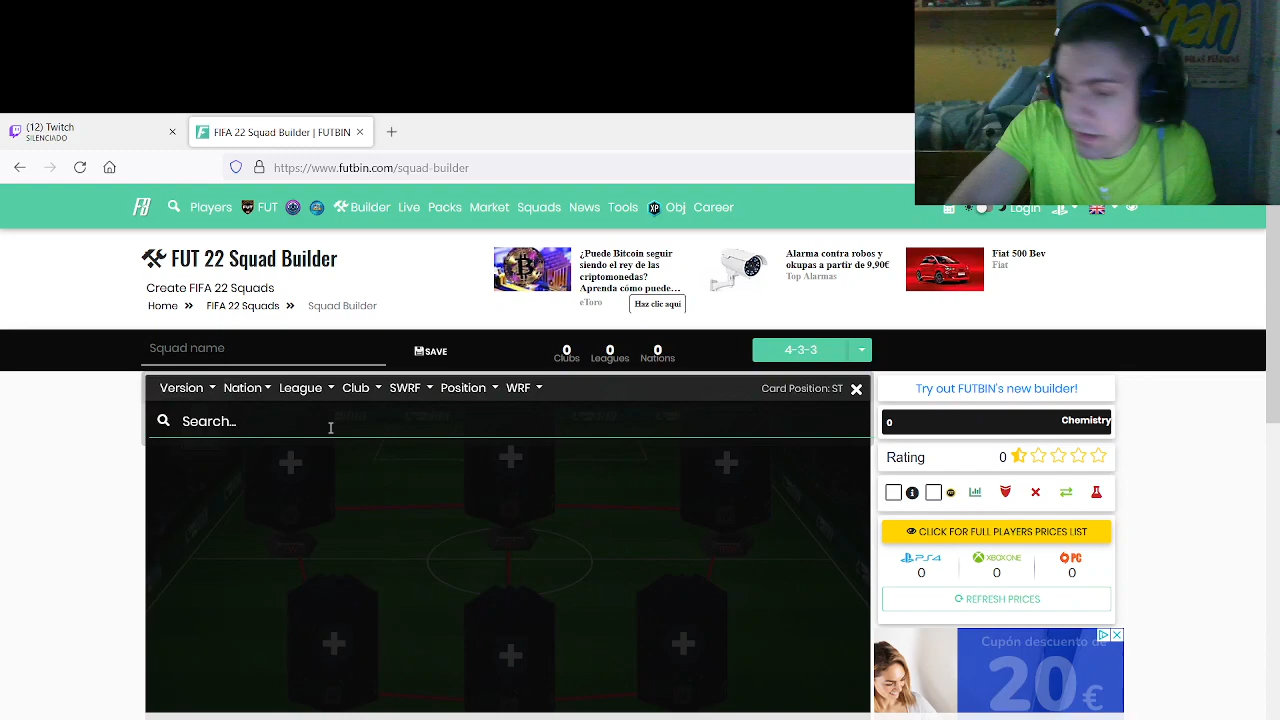 (12) Twitch
SILENCIADO
FIFA 22 Squad Builder | FUTBIN
https://www.futbin.com/squad-builder
Players FUT Builder Live Packs Market Squads News Tools XP Obj Career Login
FUT 22 Squad Builder
Create FIFA 22 Squads
Home FIFA 22 Squads Squad Builder
¿Puede Bitcoin seguir
siendo el rey de las
criptomonedas?
Aprenda cómo puede...
eToro
Haz clic aquí
Alarma contra robos y
okupas a partir de 9,90€
Top Alarmas
Fiat 500 Bev
Fiat
Squad name
SAVE
0 0 0
Clubs Leagues Nations
4-3-3
Version Nation League Club SWRF Position WRF Card Position: ST
Search...
Try out FUTBIN's new builder!
0 Chemistry
Rating 0
CLICK FOR FULL PLAYERS PRICES LIST
PS4 XBOXONE PC
0 0 0
REFRESH PRICES
Cupón descuento de
20€